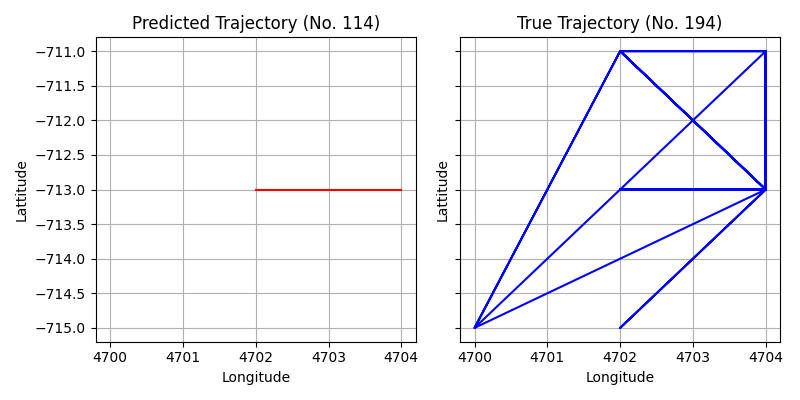 Predicted Trajectory (No. 114)
−711.0
−711.5
−712.0
−712.5
−713.0
−713.5
−714.0
−714.5
−715.0
Lattitude
4700 4701 4702 4703 4704
Longitude
True Trajectory (No. 194)
Lattitude
4700 4701 4702 4703 4704
Longitude